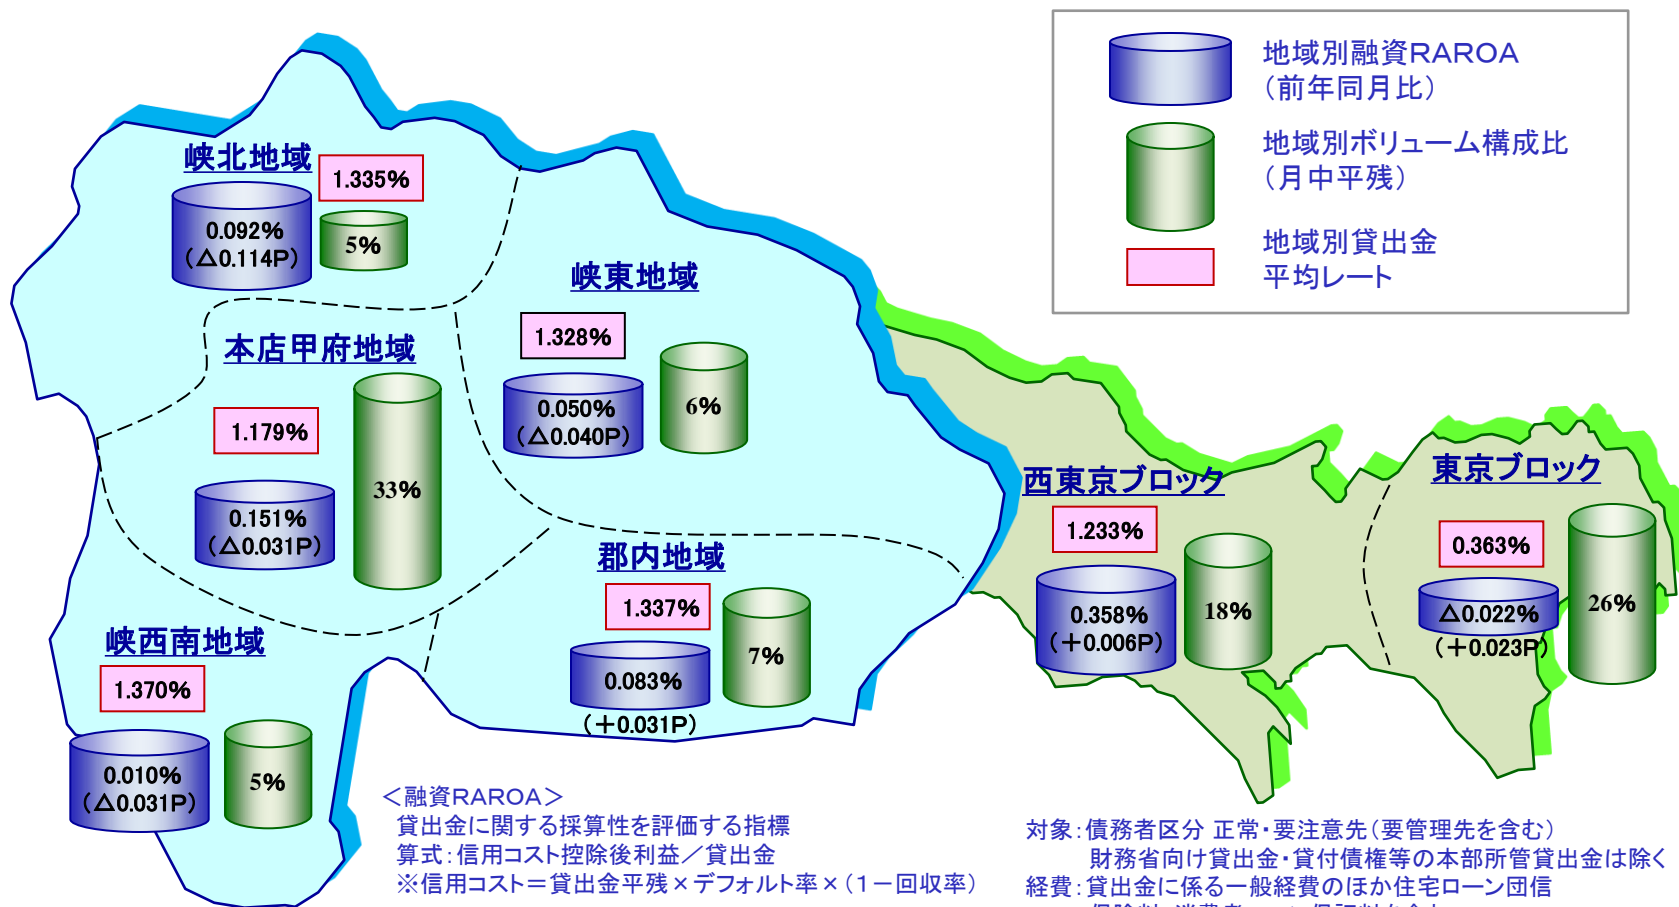 地域別融資RAROA
（前年同月比）
地域別ボリューム構成比
（月中平残）
地域別貸出金
平均レート
峡北地域
1.335%
0.092%
（△0.114P）
5%
峡東地域
1.328%
0.050%
（△0.040P）
6%
本店甲府地域
1.179%
0.151%
（△0.031P）
33%
郡内地域
1.337%
0.083%
（＋0.031P）
7%
峡西南地域
1.370%
0.010%
（△0.031P）
5%
西東京ブロック
1.233%
0.358%
（＋0.006P）
18%
東京ブロック
0.363%
△0.022%
（＋0.023P）
26%
＜融資RAROA＞
貸出金に関する採算性を評価する指標
算式：信用コスト控除後利益／貸出金
※信用コスト＝貸出金平残×デフォルト率×（1－回収率）
対象：債務者区分 正常・要注意先（要管理先を含む）
財務省向け貸出金・貸付債権等の本部所管貸出金は除く
経費：貸出金に係る一般経費のほか住宅ローン団信